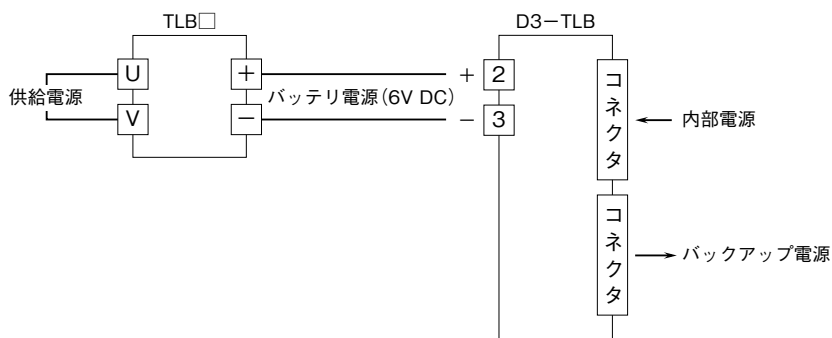 TLB□
D3−TLB
供給電源
U
V
+
−
バッテリ電源(6V DC)
+ 2
− 3
コネクタ
内部電源
コネクタ
バックアップ電源